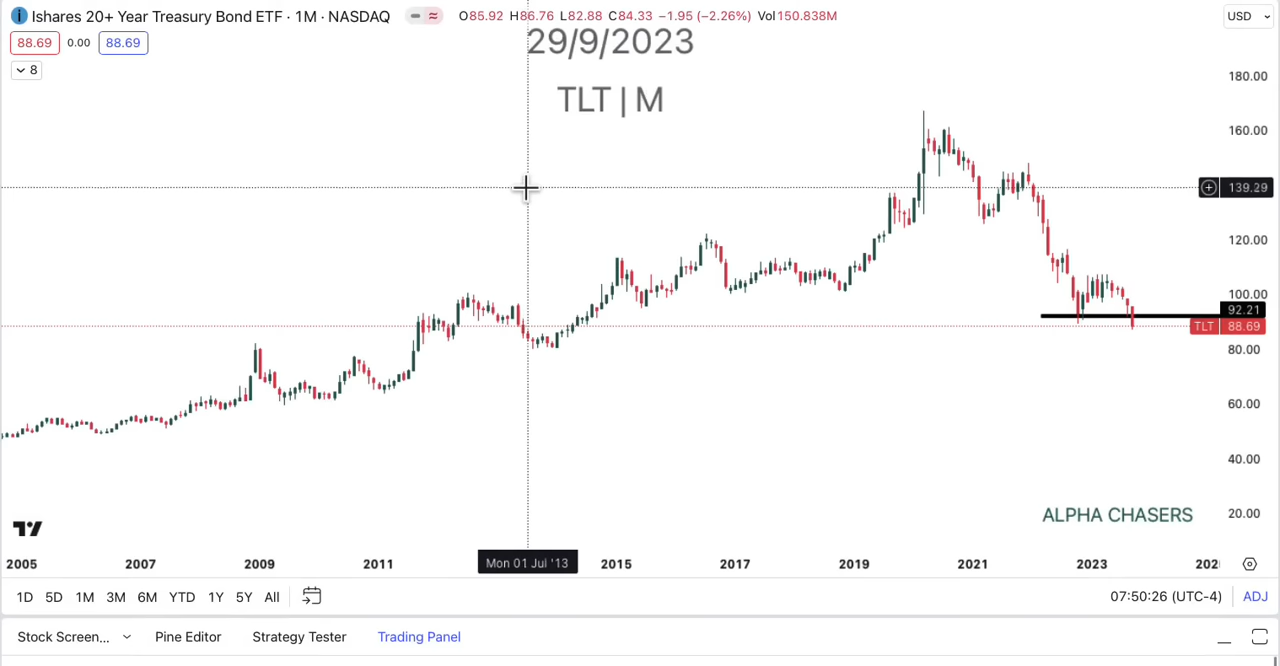 Ishares 20+ Year Treasury Bond ETF · 1M · NASDAQ O85.92 H86.76 L82.88 C84.33 −1.95 (−2.26%) Vol150.838M USD
88.69 0.00 88.69
29/9/2023
8
180.00
TLT | M
160.00
139.29
120.00
100.00
92.21
TLT 88.69
80.00
60.00
40.00
ALPHA CHASERS 20.00
2005 2007 2009 2011 Mon 01 Jul '13 2015 2017 2019 2021 2023
1D 5D 1M 3M 6M YTD 1Y 5Y All 07:50:26 (UTC-4) ADJ
Stock Screen... Pine Editor Strategy Tester Trading Panel